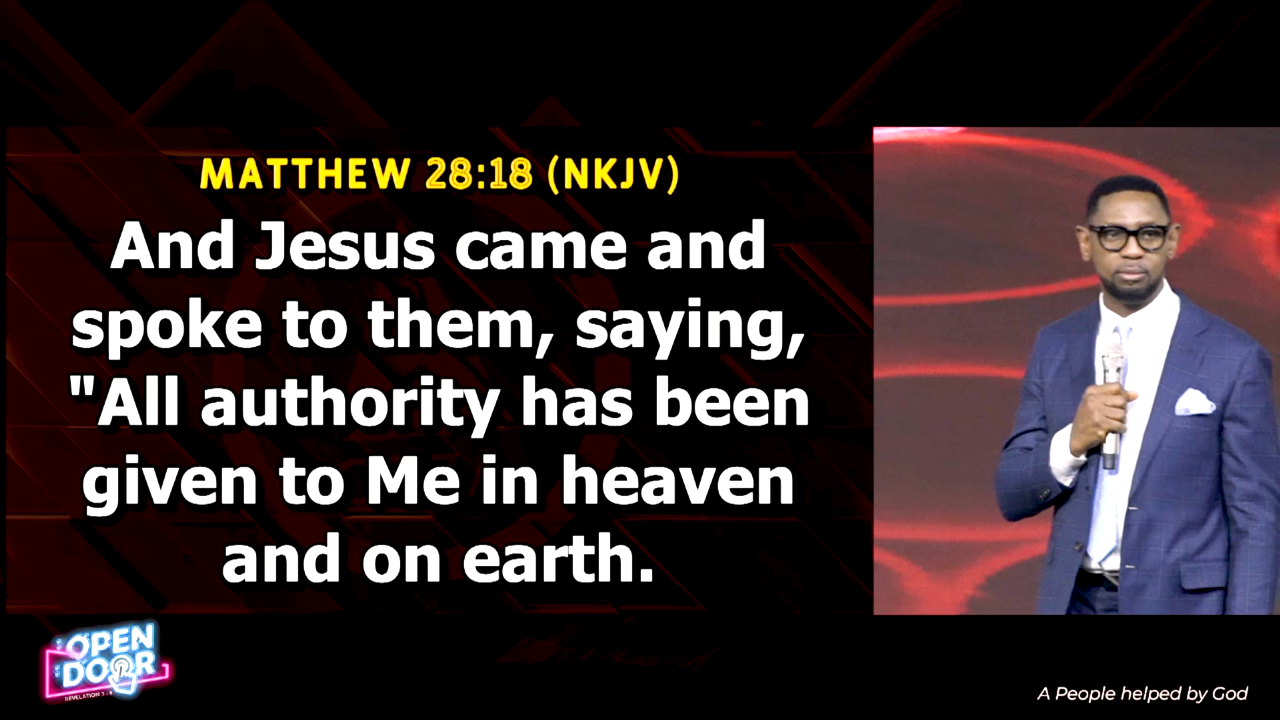 MATTHEW 28:18 (NKJV)
And Jesus came and
spoke to them, saying,
"All authority has been
given to Me in heaven
and on earth.
OPEN
DOOR
A People helped by God